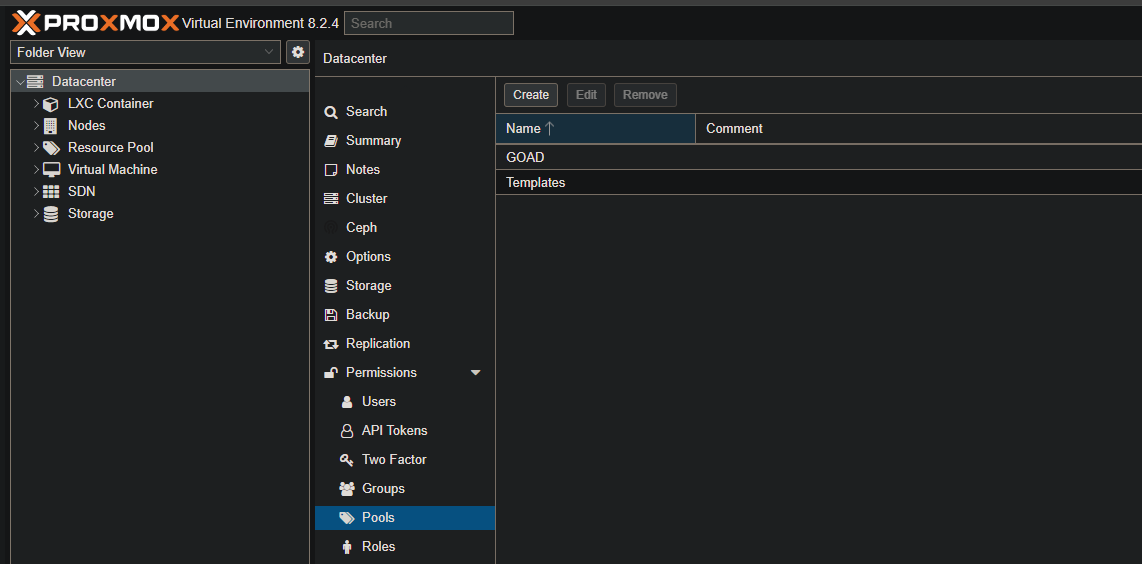 PROXMOX Virtual Environment 8.2.4 Search
Folder View
Datacenter
LXC Container
Nodes
Resource Pool
Virtual Machine
SDN
Storage
Datacenter
Search
Summary
Notes
Cluster
Ceph
Options
Storage
Backup
Replication
Permissions
Users
API Tokens
Two Factor
Groups
Pools
Roles
Create Edit Remove
Name ↑ Comment
GOAD
Templates